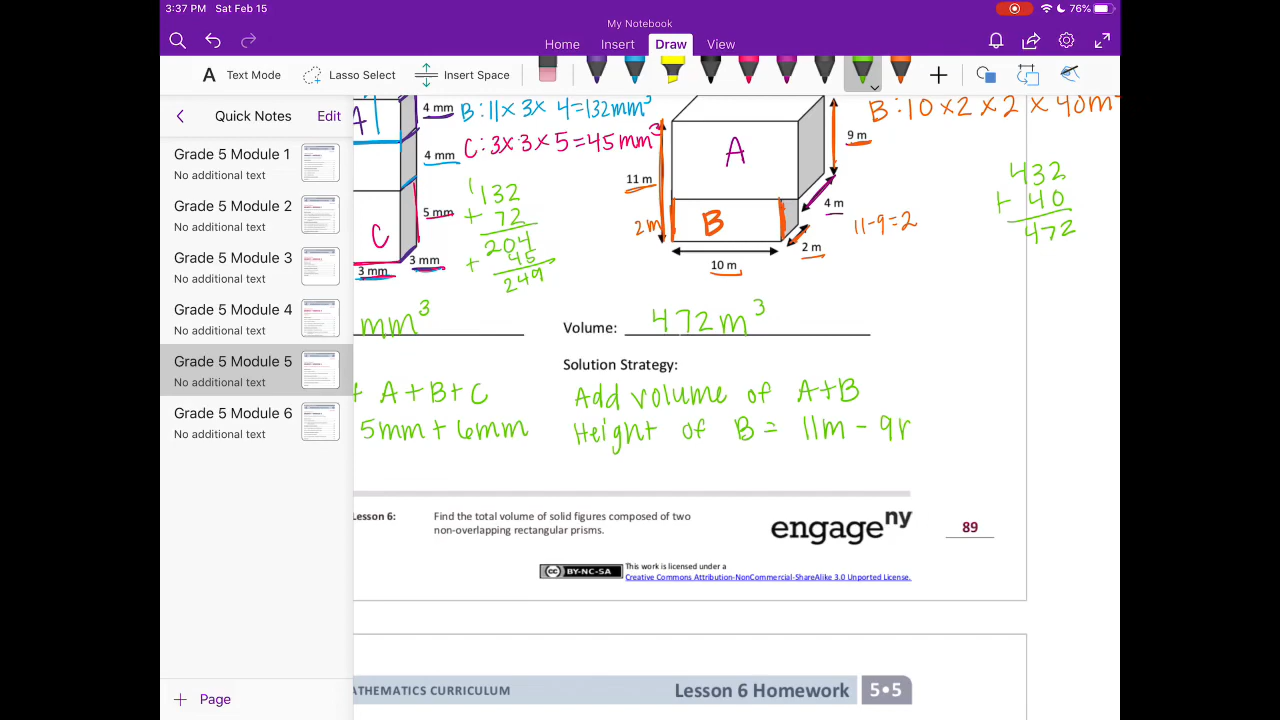 3:37 PM Sat Feb 15
76%
My Notebook
Home Insert Draw View
Text Mode
Lasso Select
Insert Space
Quick Notes
Edit
Grade 5 Module 1
No additional text
Grade 5 Module 2
No additional text
Grade 5 Module 3
No additional text
Grade 5 Module 4
No additional text
Grade 5 Module 5
No additional text
Grade 5 Module 6
No additional text
Page
A
4 mm
4 mm
5 mm
C
3 mm
3 mm
B: 11 x 3 x 4 = 132 mm³
C: 3 x 3 x 5 = 45 mm³
1
132
+ 72
204
+ 45
249
mm³
+ A + B + C
5mm + 6mm
A
B
11 m
2m
9 m
4 m
2 m
10 m
11-9=2
B: 10 x 2 x 2 x 40m
432
+ 40
472
Volume: 472 m³
Solution Strategy:
Add volume of A+B
Height of B = 11m - 9
Lesson 6:
Find the total volume of solid figures composed of two
non-overlapping rectangular prisms.
engage ny
89
CC BY-NC-SA
This work is licensed under a
Creative Commons Attribution-NonCommercial-ShareAlike 3.0 Unported License.
ATHEMATICS CURRICULUM
Lesson 6 Homework
5•5